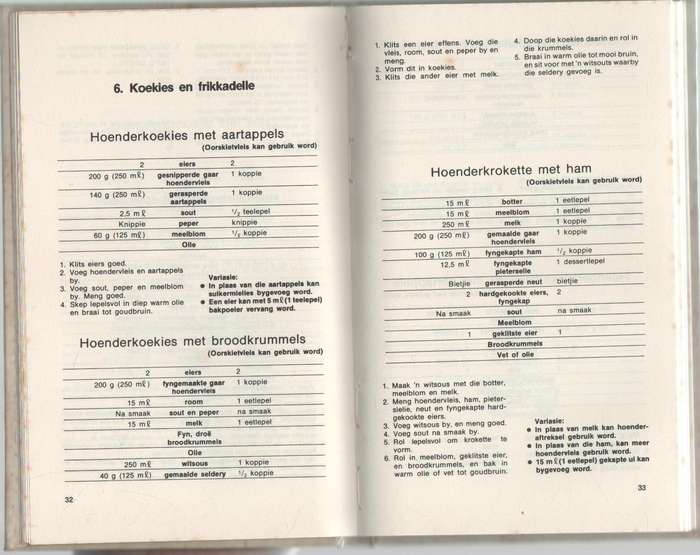 6. Koekies en frikkadelle
Hoenderkoekies met aartappels
(Oorskietvleis kan gebruik word)
2 eiers 2
200 g (250 mℓ) gesnipperde gaar hoendervleis 1 koppie
140 g (250 mℓ) gerasperde aartappels 1 koppie
2,5 mℓ sout 1/2 teelepel
Knippie peper knippie
60 g (125 mℓ) meelblom 1/2 koppie
Olie
1. Klits eiers goed.
2. Voeg hoendervleis en aartappels
by.
3. Voeg sout, peper en meelblom
by. Meng goed.
4. Skep lepelsvol in diep warm olie
en braai tot goudbruin.
Variasie:
● In plaas van die aartappels kan
suikermielies bygevoeg word.
● Een eier kan met 5 mℓ (1 teelepel)
bakpoeier vervang word.
Hoenderkoekies met broodkrummels
(Oorskietvleis kan gebruik word)
2 eiers 2
200 g (250 mℓ) fyngemaakte gaar hoendervleis 1 koppie
15 mℓ room 1 eetlepel
Na smaak sout en peper na smaak
15 mℓ melk 1 eetlepel
Fyn, droë
broodkrummels
Olie
250 mℓ witsous 1 koppie
40 g (125 mℓ) gemaalde seldery 1/2 koppie
32
1. Klits een eier effens. Voeg die
vleis, room, sout en peper by en
meng.
2. Vorm dit in koekies.
3. Klits die ander eier met melk.
4. Doop die koekies daarin en rol in
die krummels.
5. Braai in warm olie tot mooi bruin,
en sit voor met 'n witsous waarby
die seldery gevoeg is.
Hoenderkrokette met ham
(Oorskietvleis kan gebruik word)
15 mℓ botter 1 eetlepel
15 mℓ meelblom 1 eetlepel
250 mℓ melk 1 koppie
200 g (250 mℓ) gemaalde gaar hoendervleis 1 koppie
100 g (125 mℓ) fyngekapte ham 1/2 koppie
12,5 mℓ fyngekapte pietersielie 1 dessertlepel
Bietjie gerasperde neut bietjie
2 hardgekookte eiers, fyngekap 2
Na smaak sout na smaak
Meelblom
1 geklitste eier 1
Broodkrummels
Vet of olie
1. Maak 'n witsous met die botter,
meelblom en melk.
2. Meng hoendervleis, ham, pieter-
sielie, neut en fyngekapte hard-
gekookte eiers.
3. Voeg witsous by, en meng goed.
4. Voeg sout na smaak by.
5. Rol lepelsvol om krokette te
vorm.
6. Rol in meelblom, geklitste eier,
en broodkrummels, en bak in
warm olie of vet tot goudbruin.
Variasie:
● In plaas van melk kan hoender-
aftreksel gebruik word.
● In plaas van die ham, kan meer
hoendervleis gebruik word.
● 15 mℓ (1 eetlepel) gekapte ui kan
bygevoeg word.
33